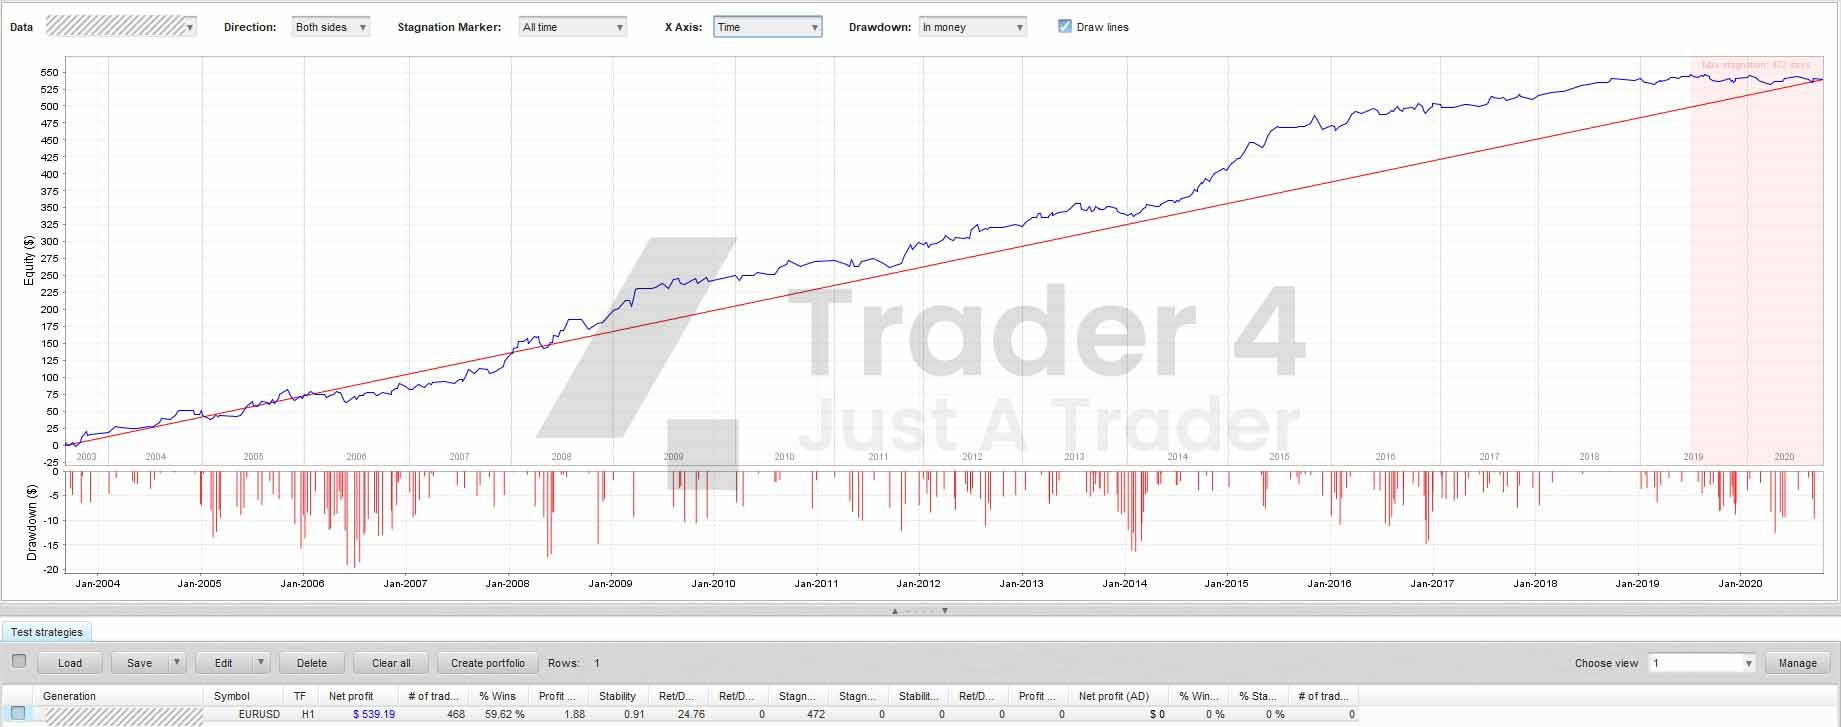 Data Direction: Both sides Stagnation Marker: All time X Axis: Time Drawdown: In money Draw lines
Max stagnation: 472 days
550
525
500
475
450
425
400
375
350
325
300
275
250
225
200
175
150
125
100
75
50
25
0
-25
Equity ($)
Trader 4
Just A Trader
2003 2004 2005 2006 2007 2008 2009 2010 2011 2012 2013 2014 2015 2016 2017 2018 2019 2020
0
-5
-10
-15
-20
Drawdown ($)
Jan-2004 Jan-2005 Jan-2006 Jan-2007 Jan-2008 Jan-2009 Jan-2010 Jan-2011 Jan-2012 Jan-2013 Jan-2014 Jan-2015 Jan-2016 Jan-2017 Jan-2018 Jan-2019 Jan-2020
Test strategies
Load Save Edit Delete Clear all Create portfolio Rows: 1 Choose view 1 Manage
Generation Symbol TF Net profit # of trad... % Wins Profit ... Stability Ret/D... Ret/D... Stagn... Stagn... Stabilit... Ret/D... Profit ... Net profit (AD) % Win... % Sta... # of trad...
EURUSD H1 $ 539.19 468 59.62 % 1.88 0.91 24.76 0 472 0 0 0 0 $ 0 0 % 0 % 0